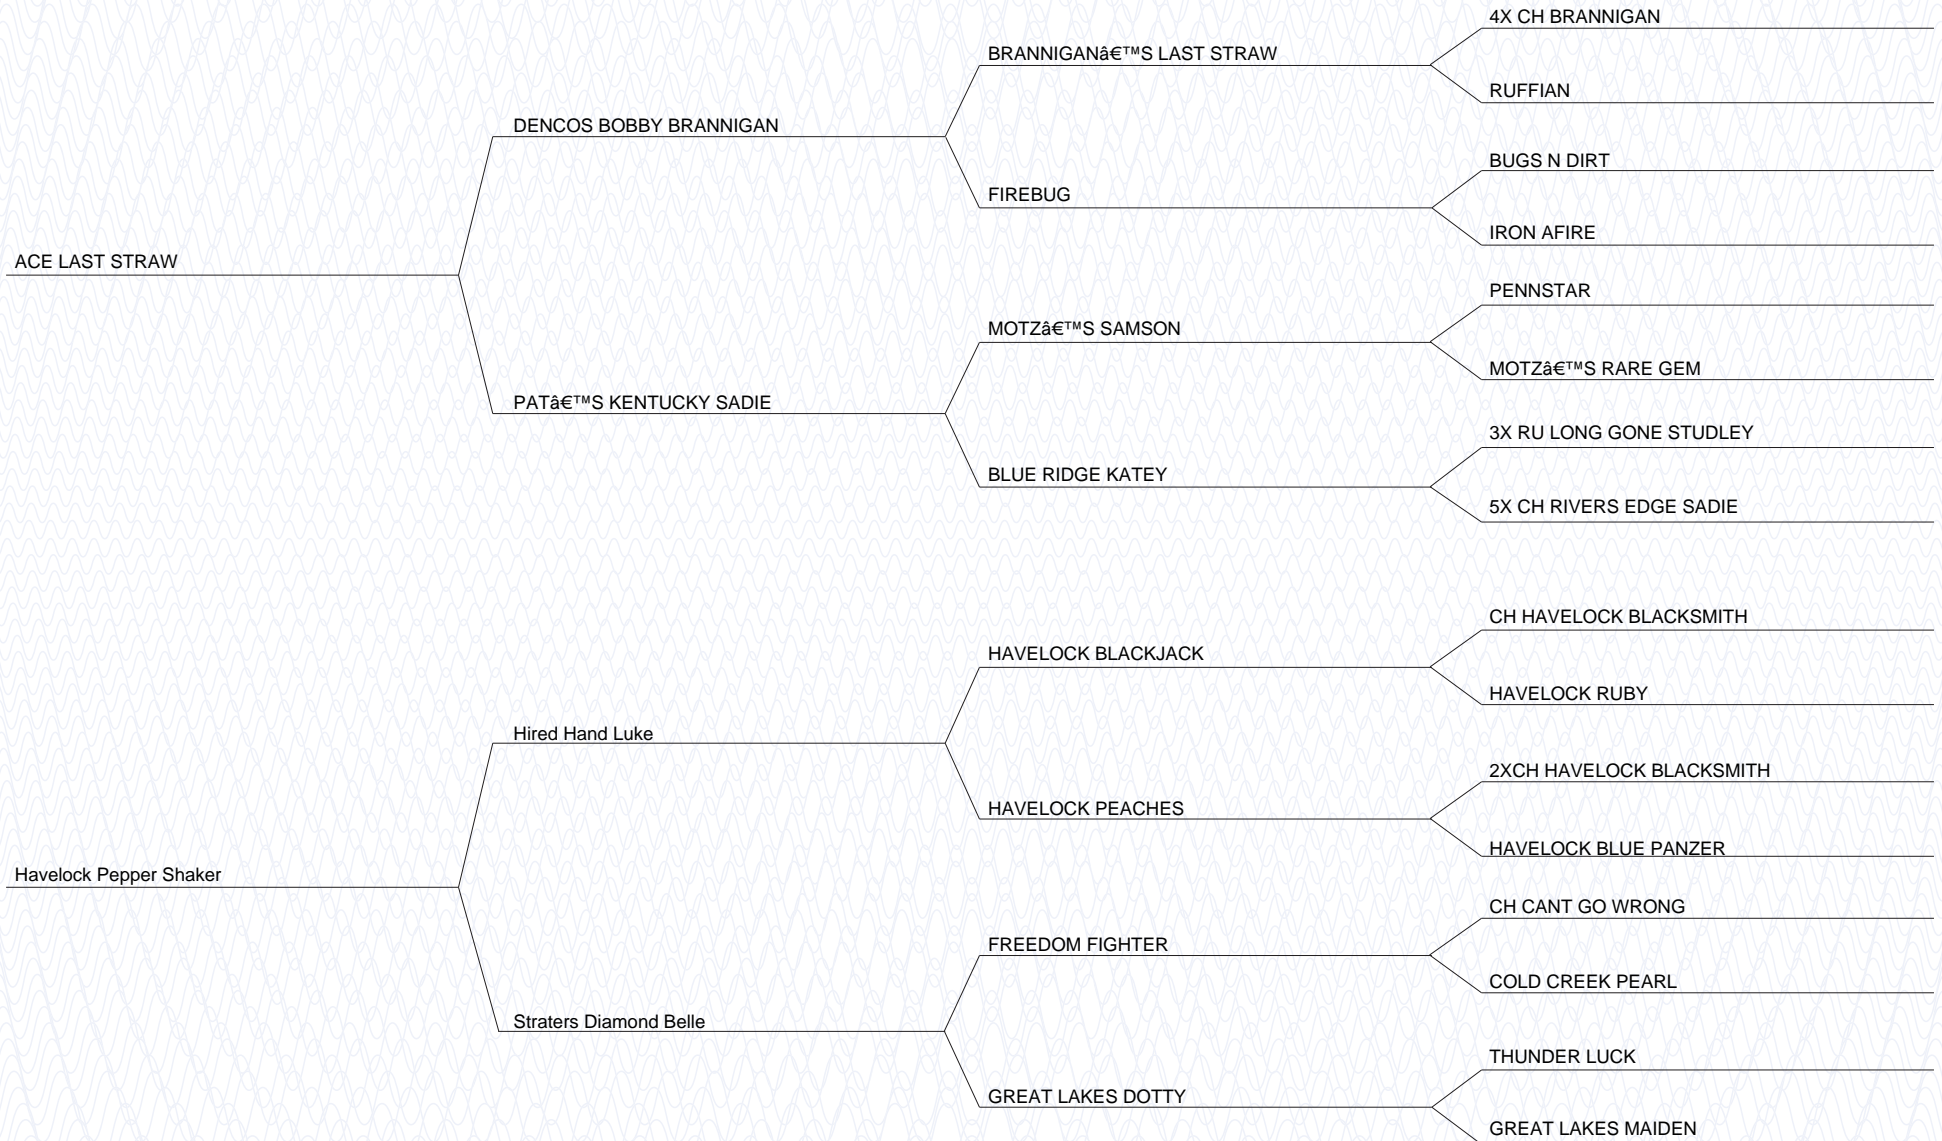 4X CH BRANNIGAN
BRANNIGANâ€™S LAST STRAW
RUFFIAN
DENCOS BOBBY BRANNIGAN
BUGS N DIRT
FIREBUG
IRON AFIRE
ACE LAST STRAW
PENNSTAR
MOTZâ€™S SAMSON
MOTZâ€™S RARE GEM
PATâ€™S KENTUCKY SADIE
3X RU LONG GONE STUDLEY
BLUE RIDGE KATEY
5X CH RIVERS EDGE SADIE
CH HAVELOCK BLACKSMITH
HAVELOCK BLACKJACK
HAVELOCK RUBY
Hired Hand Luke
2XCH HAVELOCK BLACKSMITH
HAVELOCK PEACHES
HAVELOCK BLUE PANZER
Havelock Pepper Shaker
CH CANT GO WRONG
FREEDOM FIGHTER
COLD CREEK PEARL
Straters Diamond Belle
THUNDER LUCK
GREAT LAKES DOTTY
GREAT LAKES MAIDEN